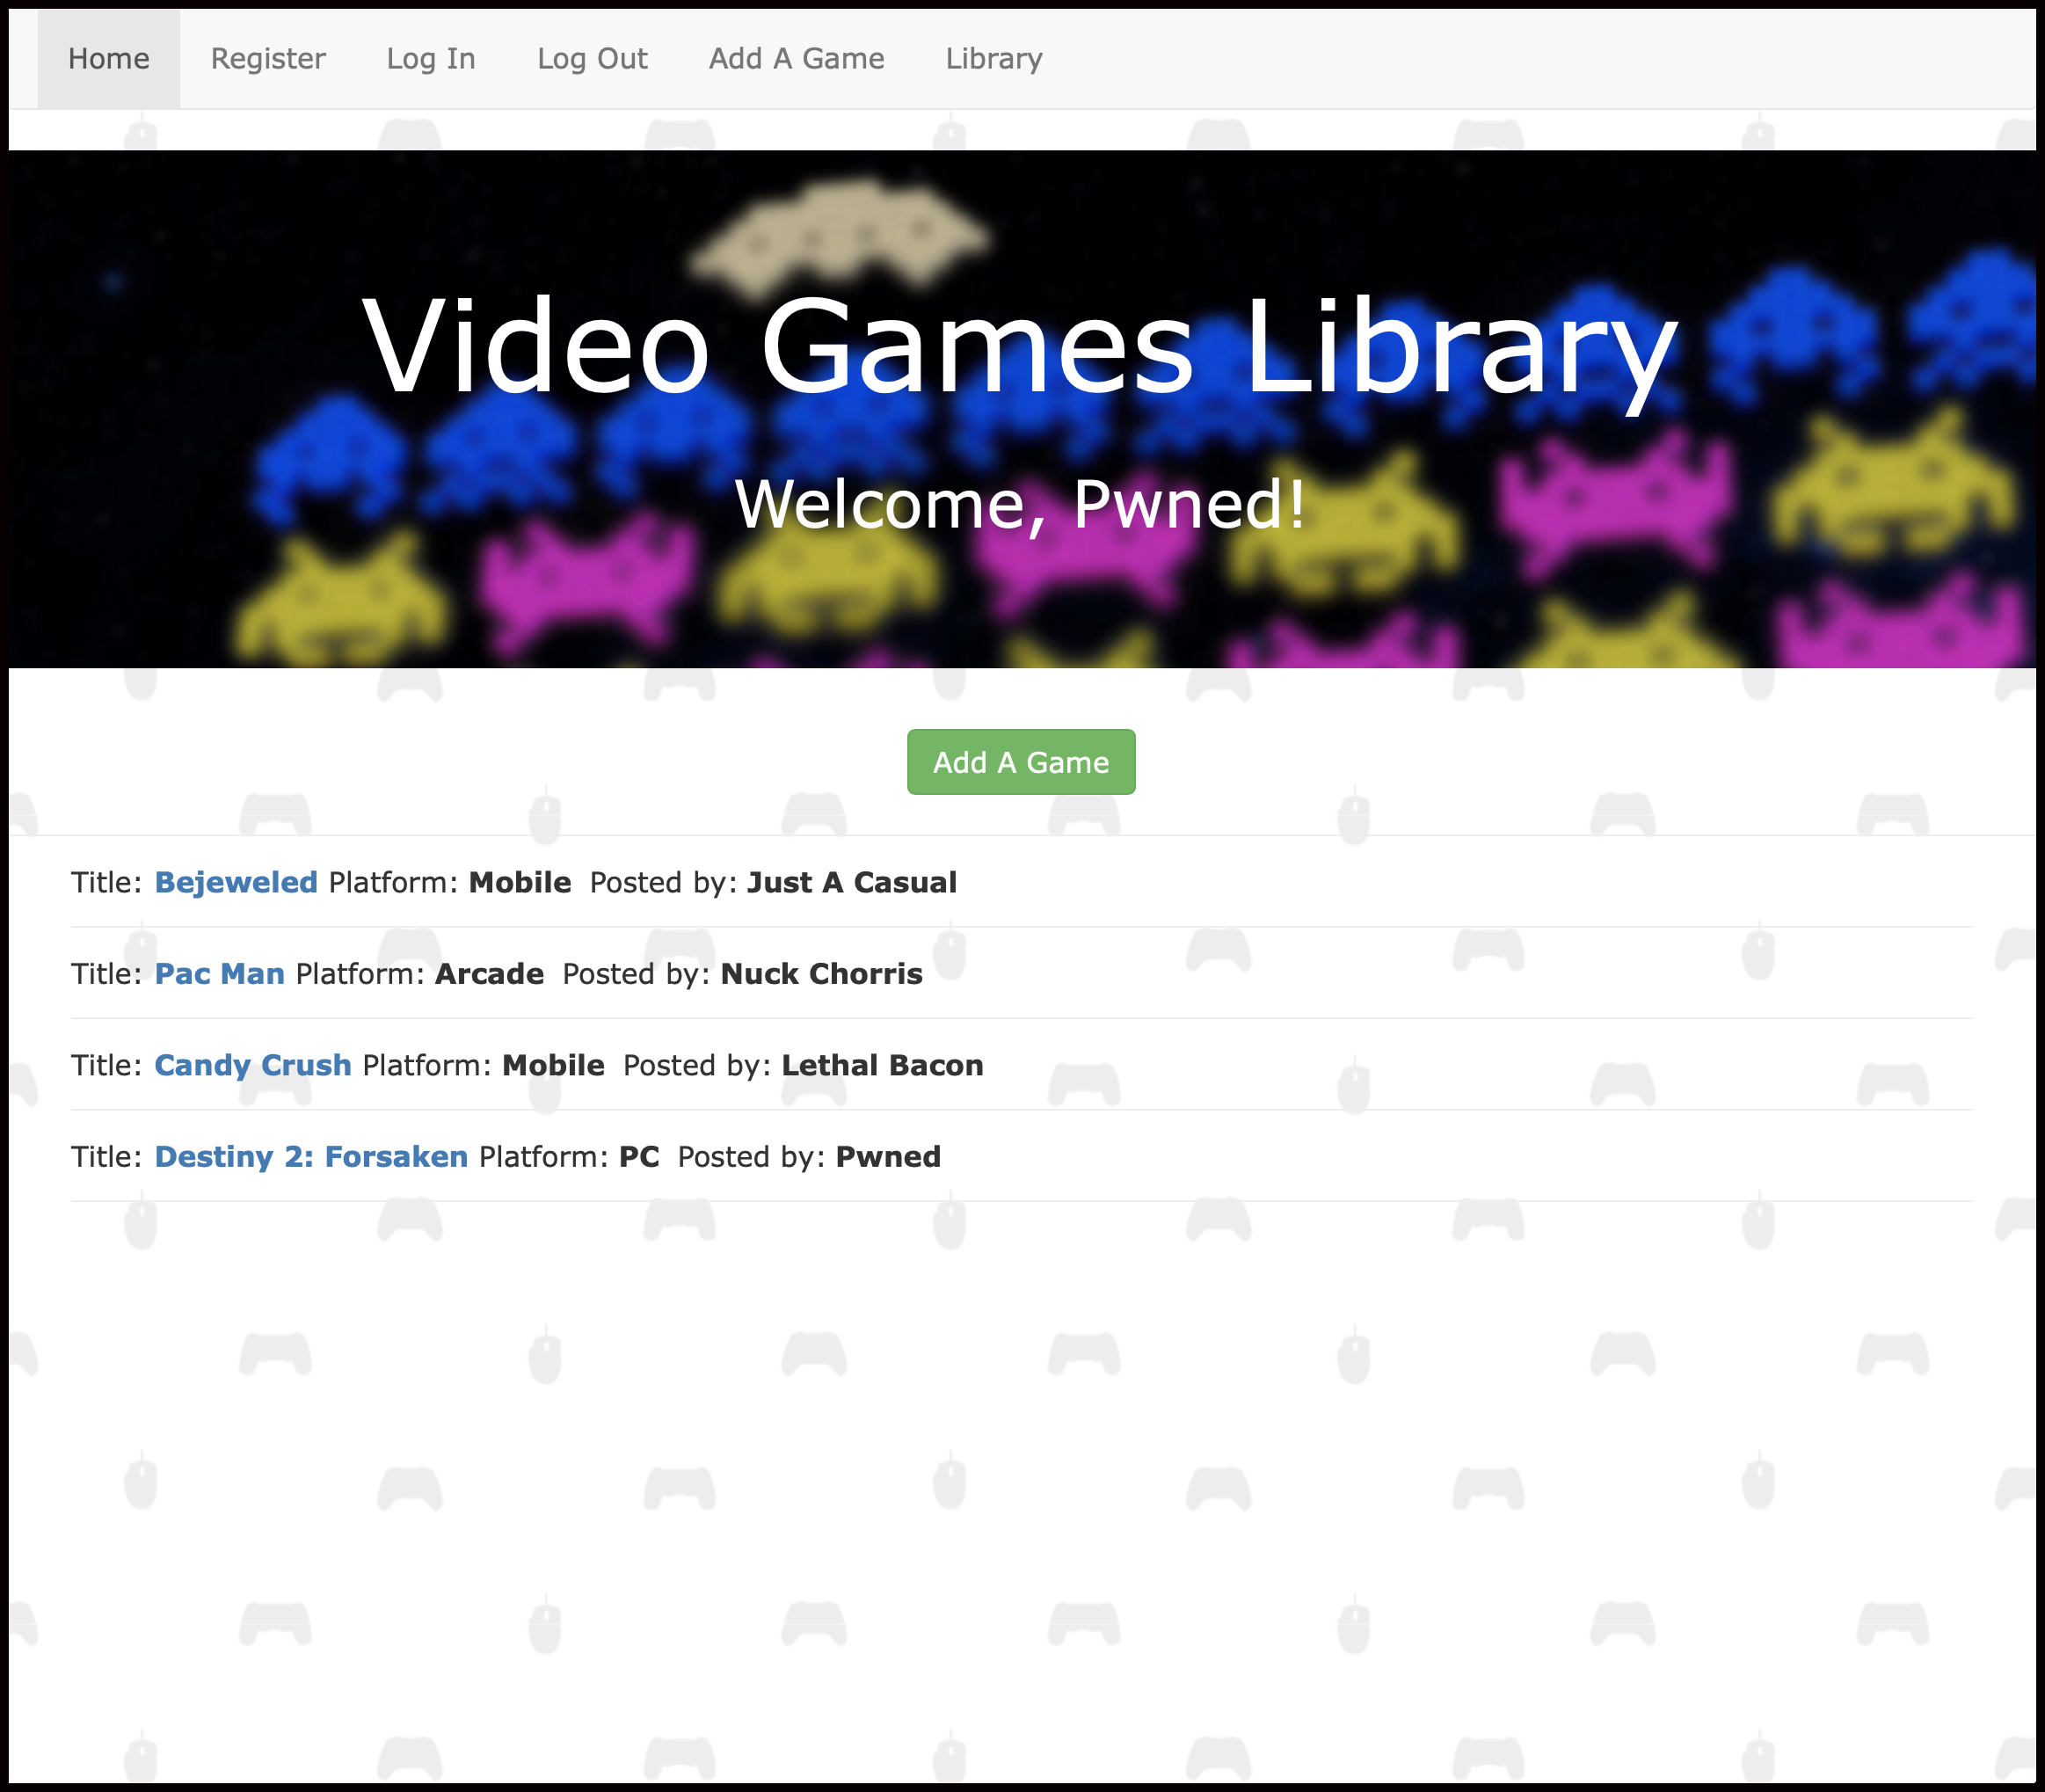 Home Register Log In Log Out Add A Game Library
Video Games Library
Welcome, Pwned!
Add A Game
Title: Bejeweled Platform: Mobile Posted by: Just A Casual
Title: Pac Man Platform: Arcade Posted by: Nuck Chorris
Title: Candy Crush Platform: Mobile Posted by: Lethal Bacon
Title: Destiny 2: Forsaken Platform: PC Posted by: Pwned